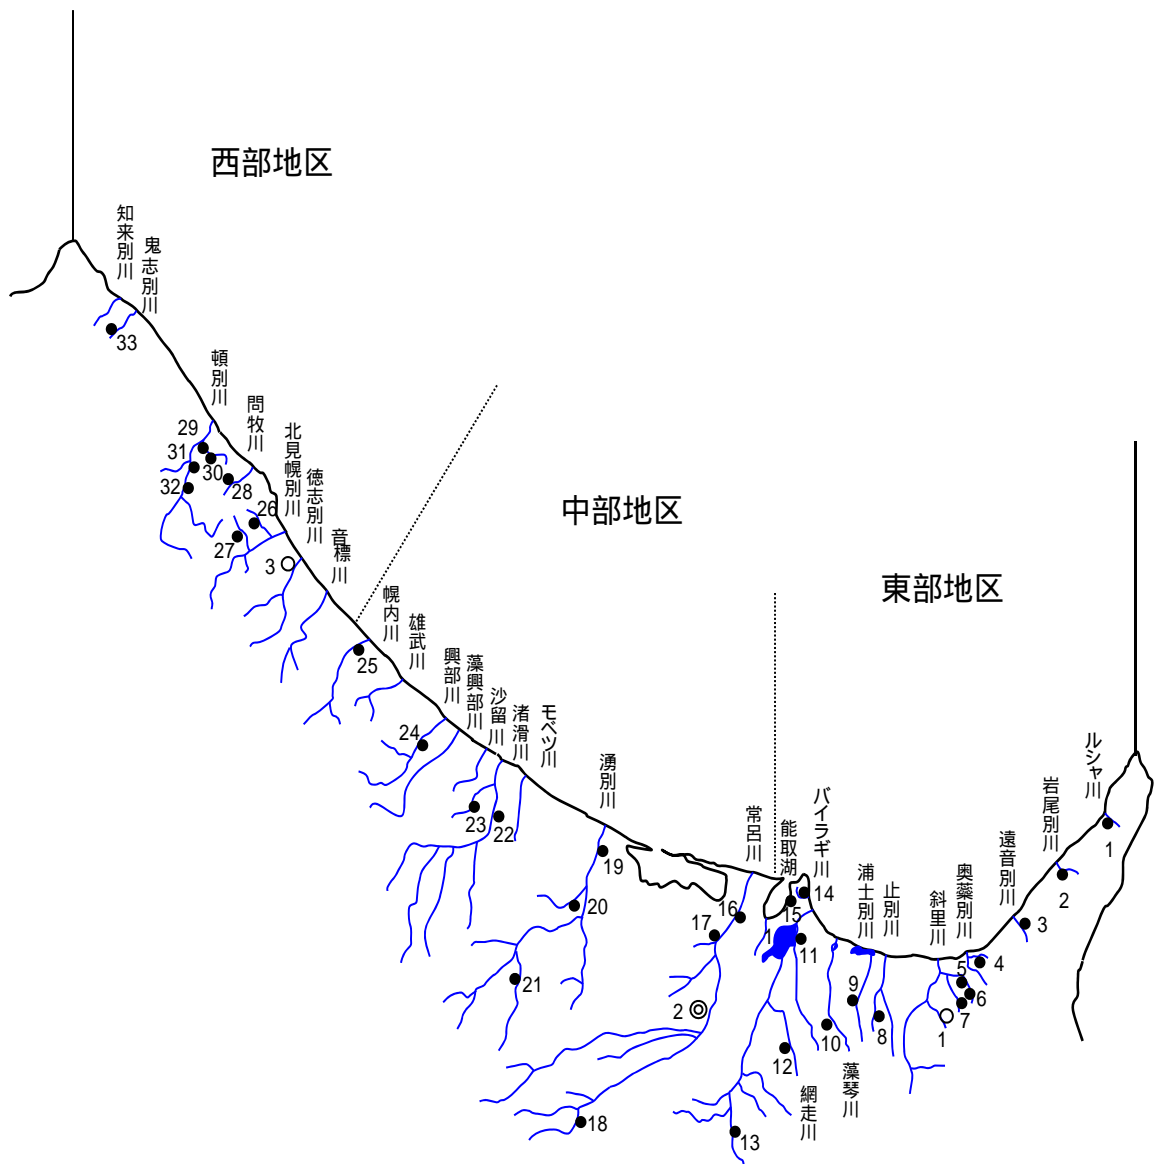 西部地区
知来別川
鬼志別川
33
頓別川
問牧川
北見幌別川
徳志別川
音標川
29
31
30
32
28
26
27
3
中部地区
幌内川
雄武川
興部川
藻興部川
沙留川
渚滑川
モベツ川
湧別川
常呂川
25
24
23
22
19
20
21
16
17
2
18
東部地区
能取湖
バイラギ川
浦士別川
止別川
斜里川
奥蘂別川
遠音別川
岩尾別川
ルシャ川
14
15
1
11
9
8
10
12
13
藻琴川
網走川
5
4
6
7
1
3
2
1